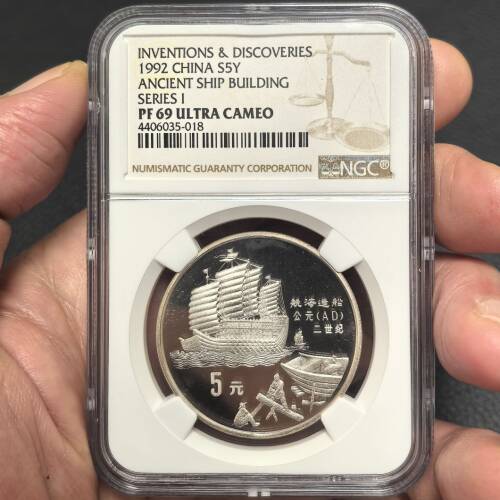 INVENTIONS & DISCOVERIES
1992 CHINA S5Y
ANCIENT SHIP BUILDING
SERIES I
PF 69 ULTRA CAMEO
4406035-018
NUMISMATIC GUARANTY CORPORATION
NGC®
航海造船
公元(AD)
二世纪
5元